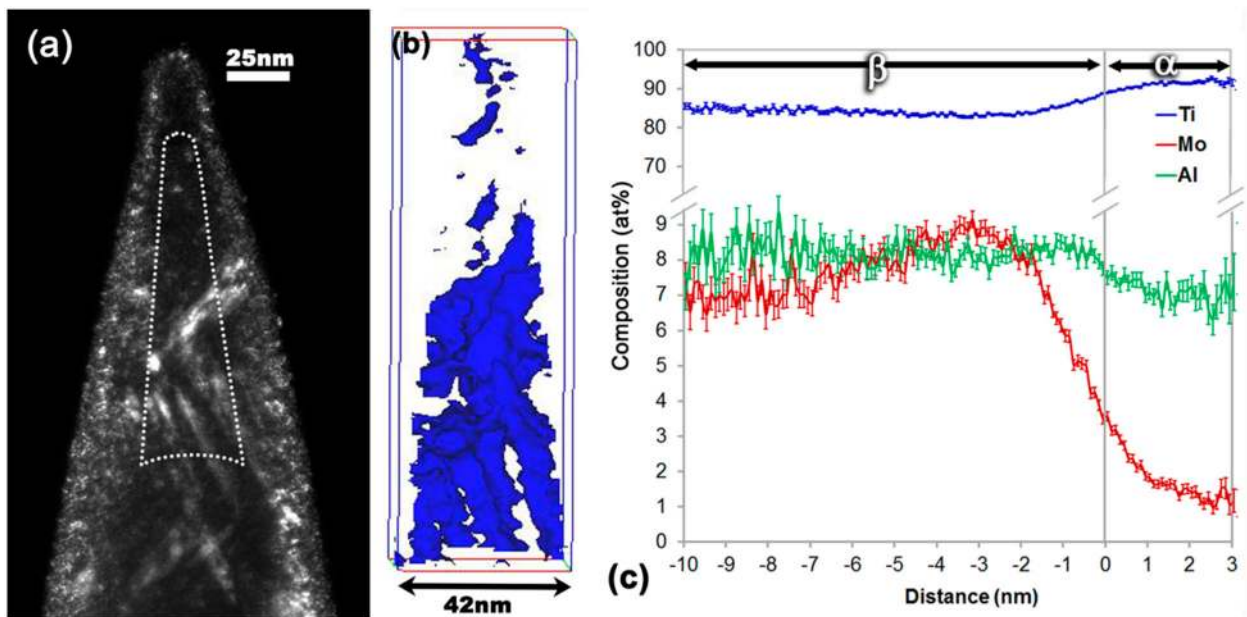 (a)
25nm
(b)
42nm
(c)
Composition (at%)
100
90
80
70
9
8
7
6
5
4
3
2
1
0
β
α
Ti
Mo
Al
-10 -9 -8 -7 -6 -5 -4 -3 -2 -1 0 1 2 3
Distance (nm)